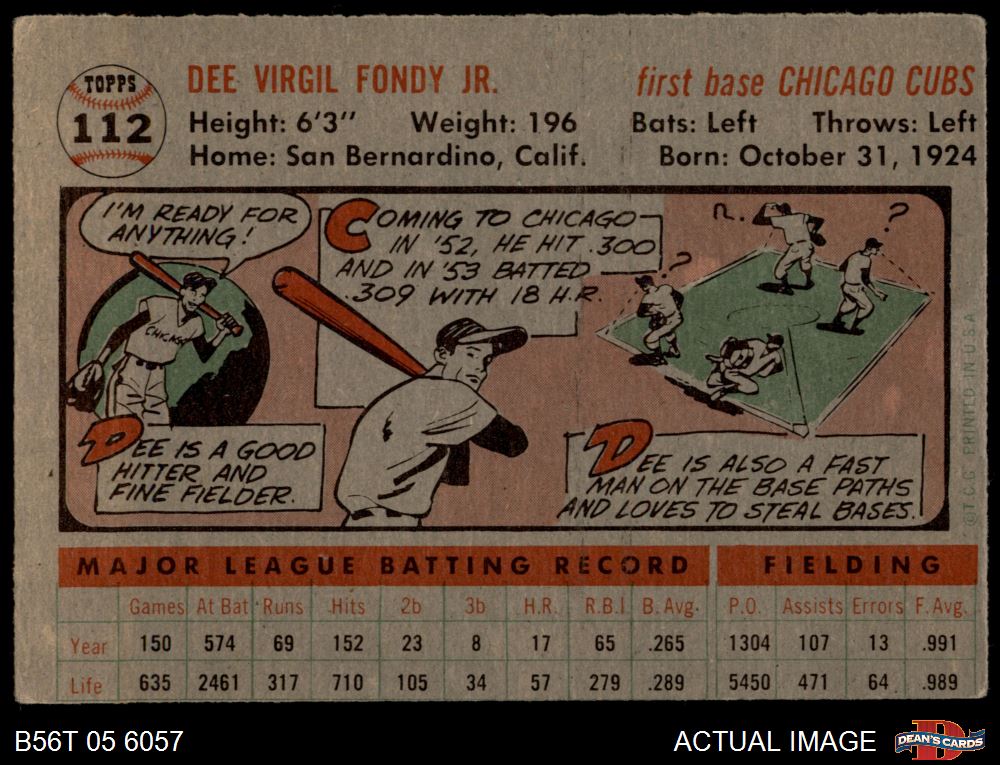 TOPPS
112
DEE VIRGIL FONDY JR. first base CHICAGO CUBS
Height: 6'3" Weight: 196 Bats: Left Throws: Left
Home: San Bernardino, Calif. Born: October 31, 1924
I'M READY FOR
ANYTHING!
CHICAGO
DEE IS A GOOD
HITTER AND
FINE FIELDER.
COMING TO CHICAGO
IN '52, HE HIT .300
AND IN '53 BATTED
.309 WITH 18 H.R.
?
?
DEE IS ALSO A FAST
MAN ON THE BASE PATHS
AND LOVES TO STEAL BASES.
© T.C.G. PRINTED IN U.S.A.
MAJOR LEAGUE BATTING RECORD FIELDING
Games At Bat Runs Hits 2b 3b H.R. R.B.I B. Avg. P.O. Assists Errors F. Avg.
Year 150 574 69 152 23 8 17 65 .265 1304 107 13 .991
Life 635 2461 317 710 105 34 57 279 .289 5450 471 64 .989
B56T 05 6057 ACTUAL IMAGE DEAN'S CARDS